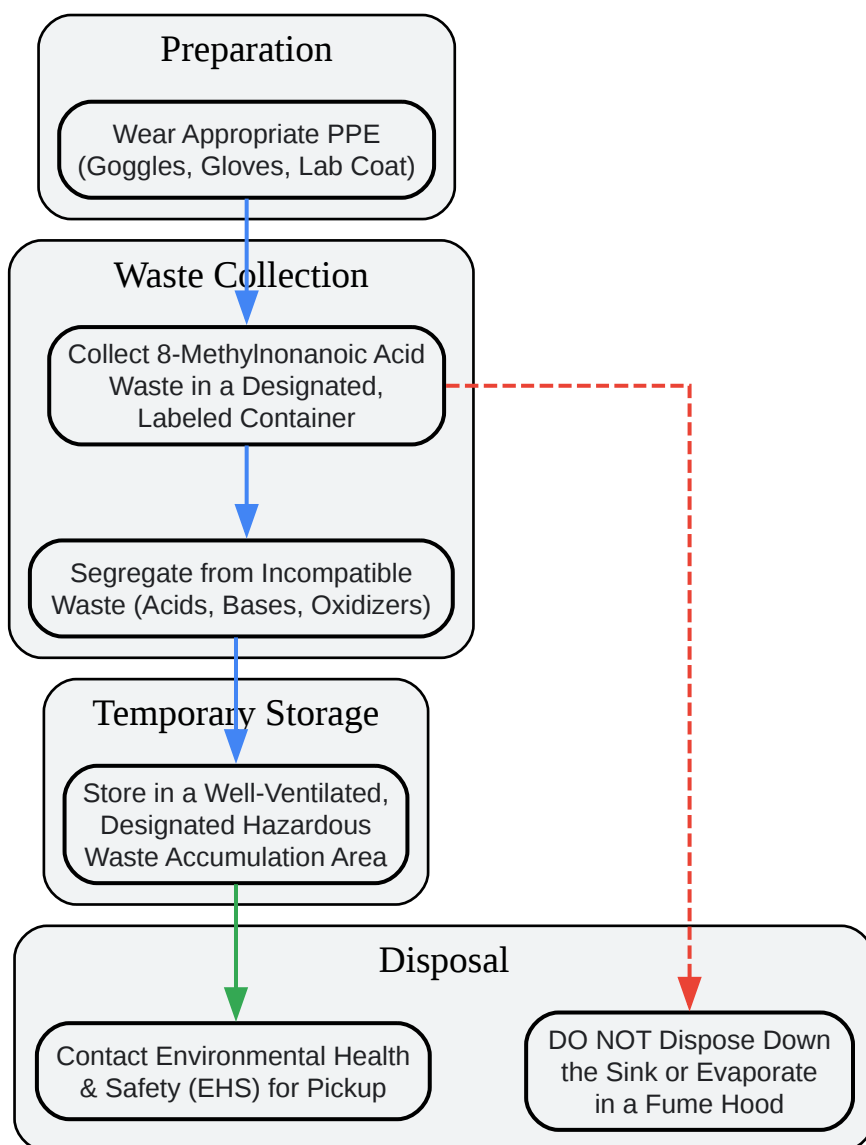 Preparation
Wear Appropriate PPE
(Goggles, Gloves, Lab Coat)
Waste Collection
Collect 8-Methylnonanoic Acid
Waste in a Designated,
Labeled Container
Segregate from Incompatible
Waste (Acids, Bases, Oxidizers)
Temporary Storage
Store in a Well-Ventilated,
Designated Hazardous
Waste Accumulation Area
Disposal
Contact Environmental Health
& Safety (EHS) for Pickup
DO NOT Dispose Down
the Sink or Evaporate
in a Fume Hood